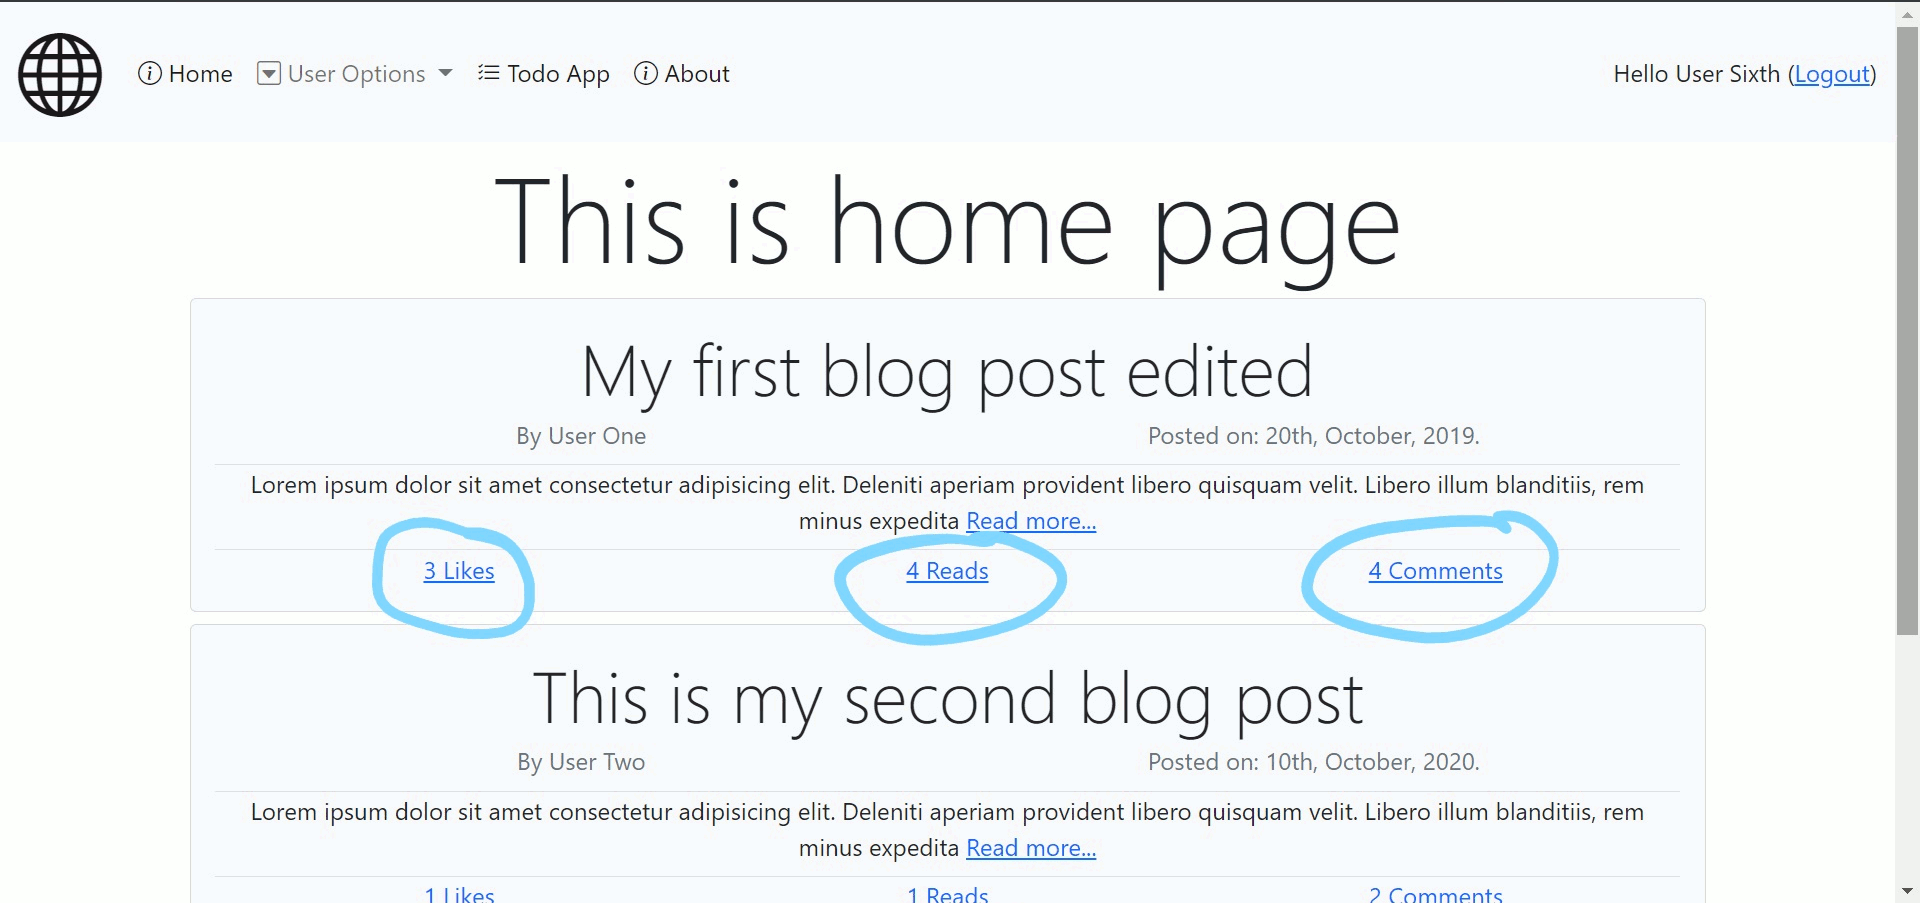 Home User Options Todo App About Hello User Sixth (Logout)
This is home page
My first blog post edited
By User One Posted on: 20th, October, 2019.
Lorem ipsum dolor sit amet consectetur adipisicing elit. Deleniti aperiam provident libero quisquam velit. Libero illum blanditiis, rem
minus expedita Read more...
3 Likes 4 Reads 4 Comments
This is my second blog post
By User Two Posted on: 10th, October, 2020.
Lorem ipsum dolor sit amet consectetur adipisicing elit. Deleniti aperiam provident libero quisquam velit. Libero illum blanditiis, rem
minus expedita Read more...
1 Likes 1 Reads 2 Comments